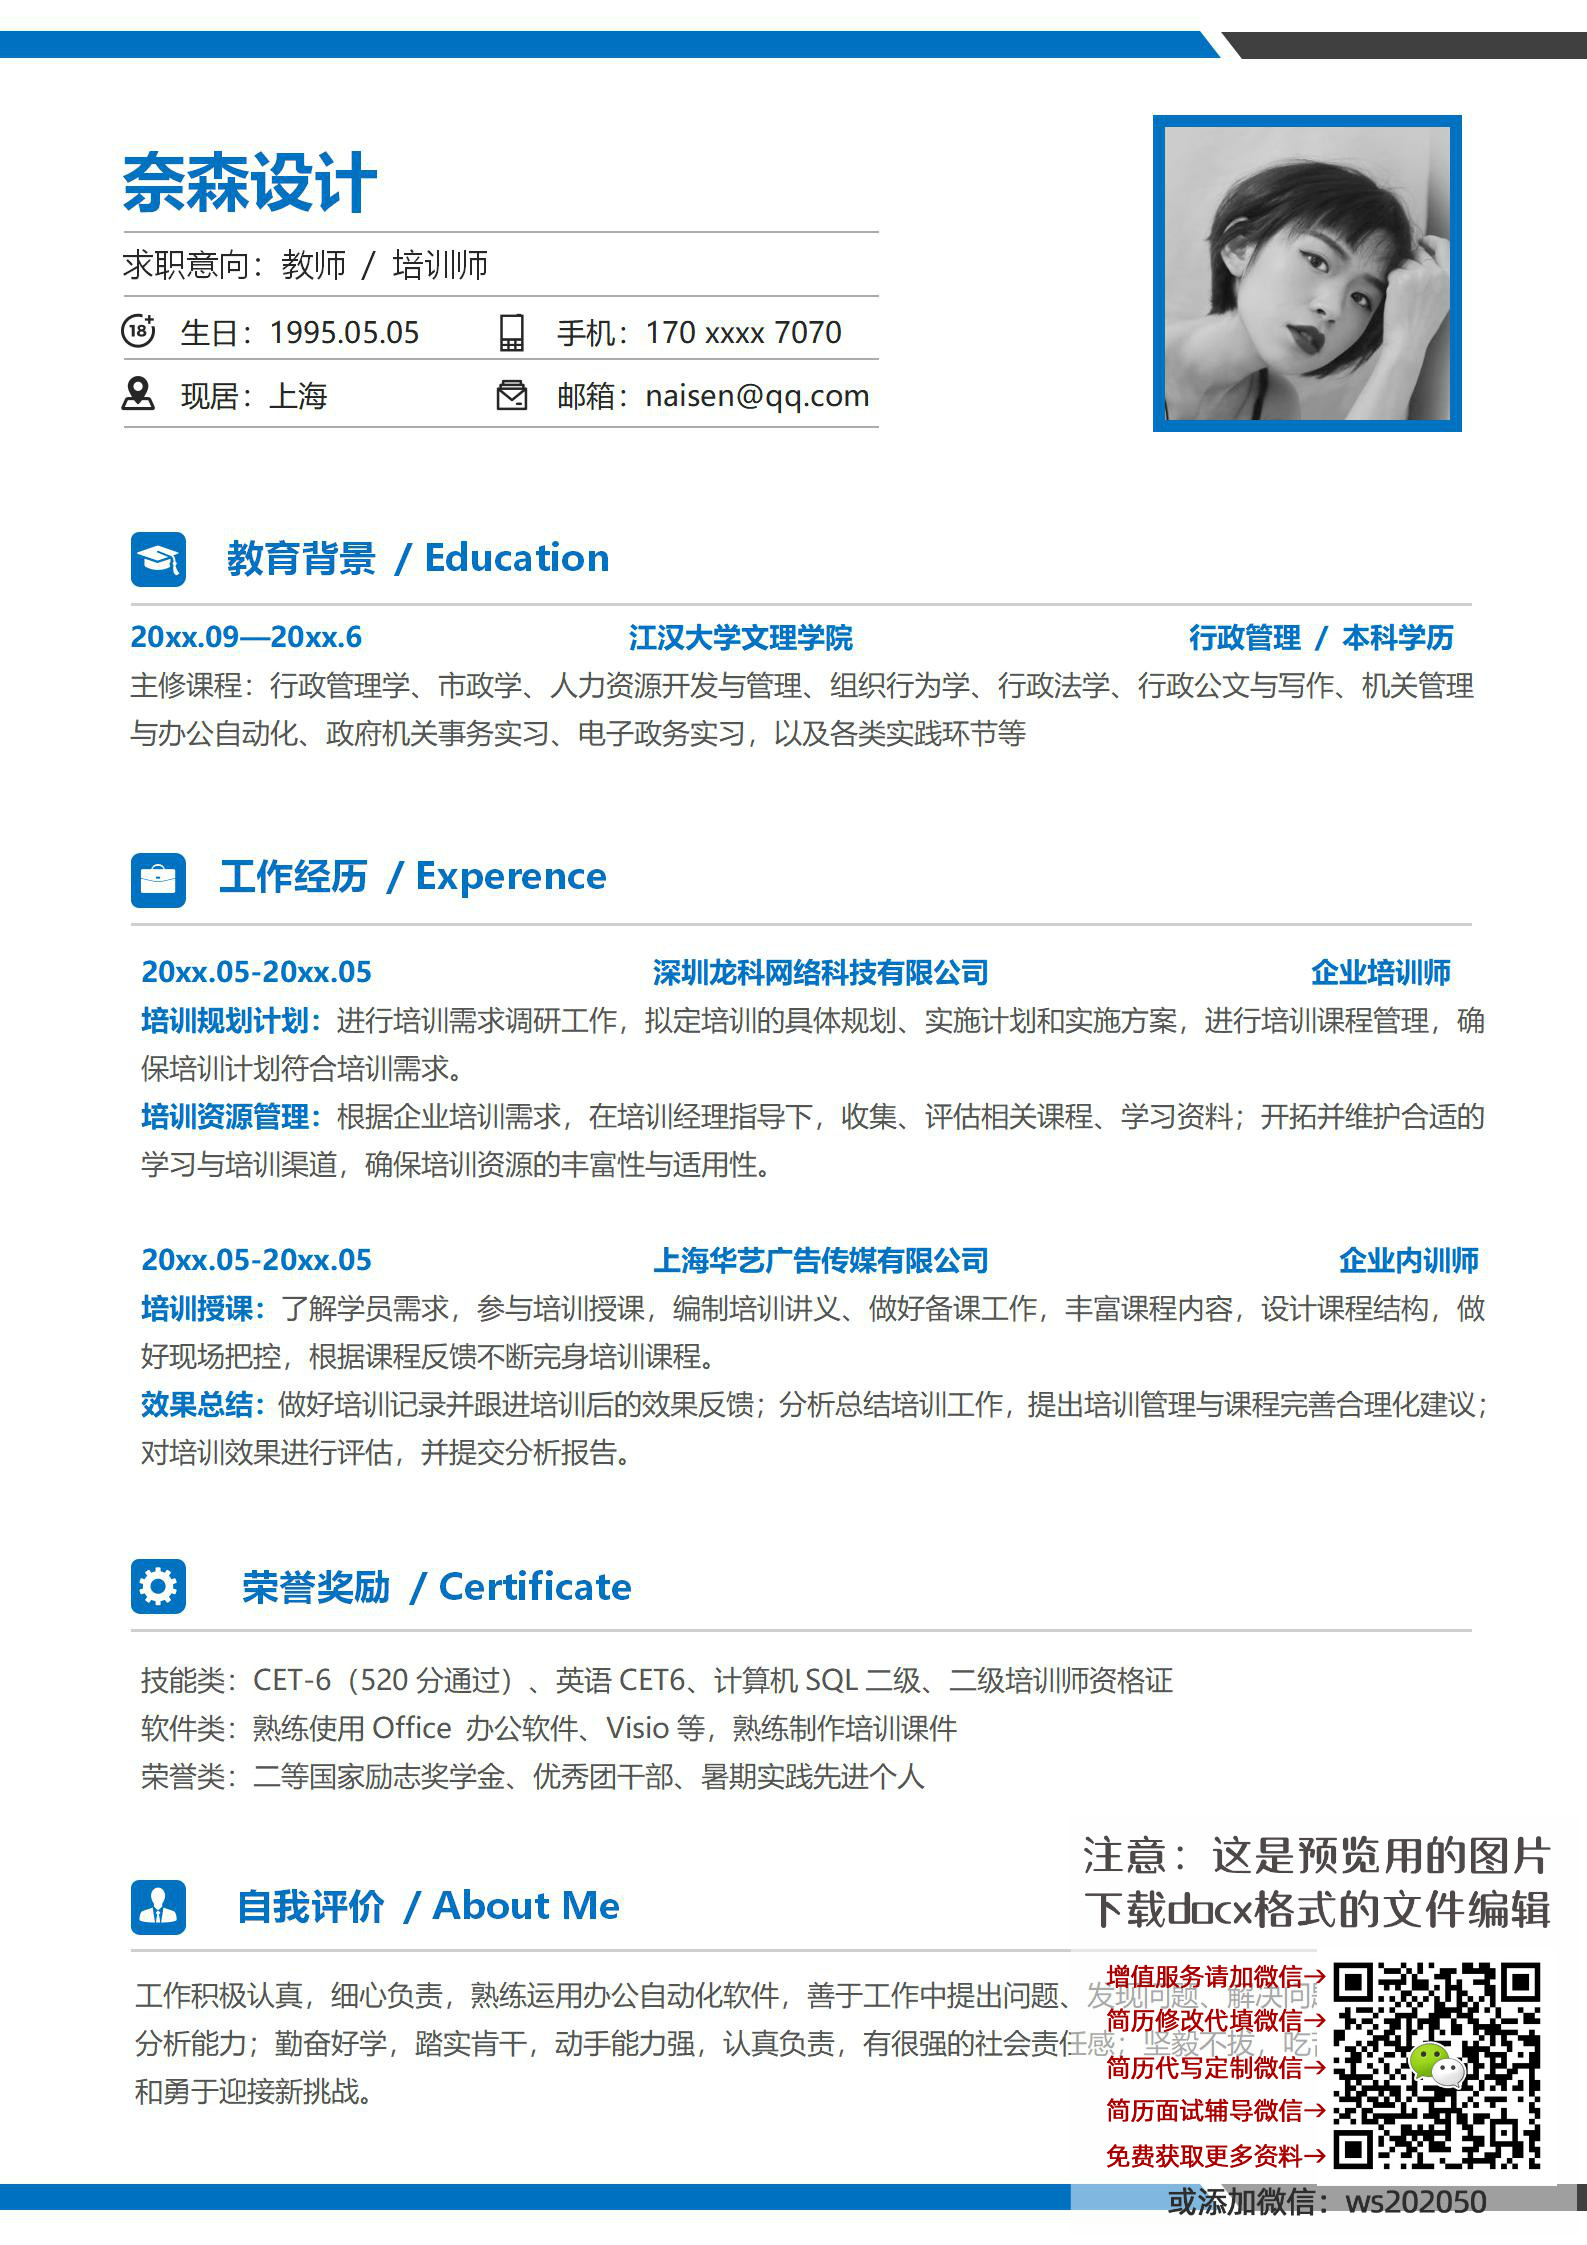 奈森设计
求职意向：教师 / 培训师
18+ 生日：1995.05.05 手机：170 xxxx 7070
现居：上海 邮箱：naisen@qq.com
教育背景 / Education
20xx.09—20xx.6 江汉大学文理学院 行政管理 / 本科学历
主修课程：行政管理学、市政学、人力资源开发与管理、组织行为学、行政法学、行政公文与写作、机关管理
与办公自动化、政府机关事务实习、电子政务实习，以及各类实践环节等
工作经历 / Experence
20xx.05-20xx.05 深圳龙科网络科技有限公司 企业培训师
培训规划计划：进行培训需求调研工作，拟定培训的具体规划、实施计划和实施方案，进行培训课程管理，确
保培训计划符合培训需求。
培训资源管理：根据企业培训需求，在培训经理指导下，收集、评估相关课程、学习资料；开拓并维护合适的
学习与培训渠道，确保培训资源的丰富性与适用性。
20xx.05-20xx.05 上海华艺广告传媒有限公司 企业内训师
培训授课：了解学员需求，参与培训授课，编制培训讲义、做好备课工作，丰富课程内容，设计课程结构，做
好现场把控，根据课程反馈不断完身培训课程。
效果总结：做好培训记录并跟进培训后的效果反馈；分析总结培训工作，提出培训管理与课程完善合理化建议；
对培训效果进行评估，并提交分析报告。
荣誉奖励 / Certificate
技能类：CET-6（520 分通过）、英语 CET6、计算机 SQL 二级、二级培训师资格证
软件类：熟练使用 Office 办公软件、Visio 等，熟练制作培训课件
荣誉类：二等国家励志奖学金、优秀团干部、暑期实践先进个人
自我评价 / About Me
工作积极认真，细心负责，熟练运用办公自动化软件，善于工作中提出问题、发现问题、解决问
分析能力；勤奋好学，踏实肯干，动手能力强，认真负责，有很强的社会责任感；坚毅不拔，吃
和勇于迎接新挑战。
注意：这是预览用的图片
下载docx格式的文件编辑
增值服务请加微信→
简历修改代填微信→
简历代写定制微信→
简历面试辅导微信→
免费获取更多资料→
或添加微信：ws202050